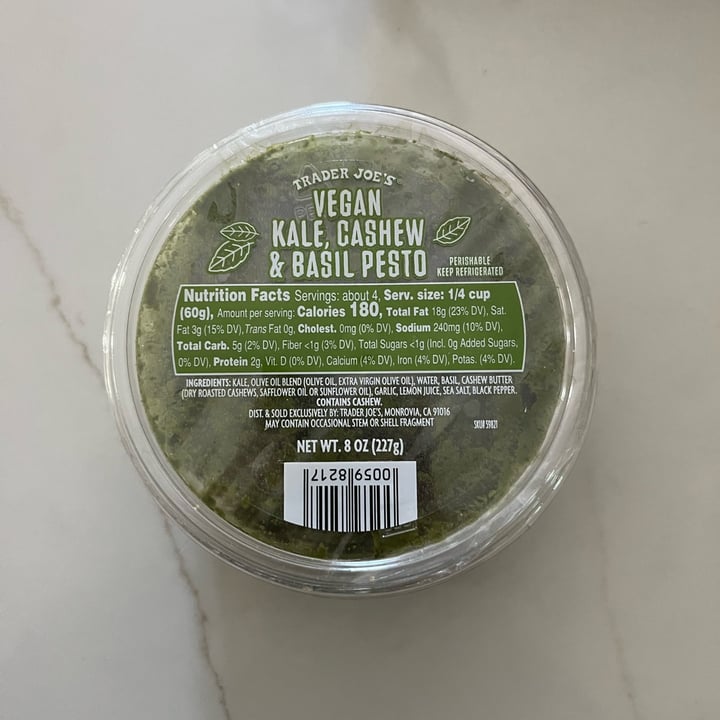 TRADER JOE'S
VEGAN
KALE, CASHEW
& BASIL PESTO
PERISHABLE
KEEP REFRIGERATED
Nutrition Facts Servings: about 4, Serv. size: 1/4 cup
(60g), Amount per serving: Calories 180, Total Fat 18g (23% DV), Sat.
Fat 3g (15% DV), Trans Fat 0g, Cholest. 0mg (0% DV), Sodium 240mg (10% DV),
Total Carb. 5g (2% DV), Fiber <1g (3% DV), Total Sugars <1g (Incl. 0g Added Sugars,
0% DV), Protein 2g, Vit. D (0% DV), Calcium (4% DV), Iron (4% DV), Potas. (4% DV).
INGREDIENTS: KALE, OLIVE OIL BLEND (OLIVE OIL, EXTRA VIRGIN OLIVE OIL), WATER, BASIL, CASHEW BUTTER
(DRY ROASTED CASHEWS, SAFFLOWER OIL OR SUNFLOWER OIL), GARLIC, LEMON JUICE, SEA SALT, BLACK PEPPER.
CONTAINS CASHEW.
DIST. & SOLD EXCLUSIVELY BY: TRADER JOE'S, MONROVIA, CA 91016
MAY CONTAIN OCCASIONAL STEM OR SHELL FRAGMENT
SKU# 59821
NET WT. 8 OZ (227g)
0059 8217